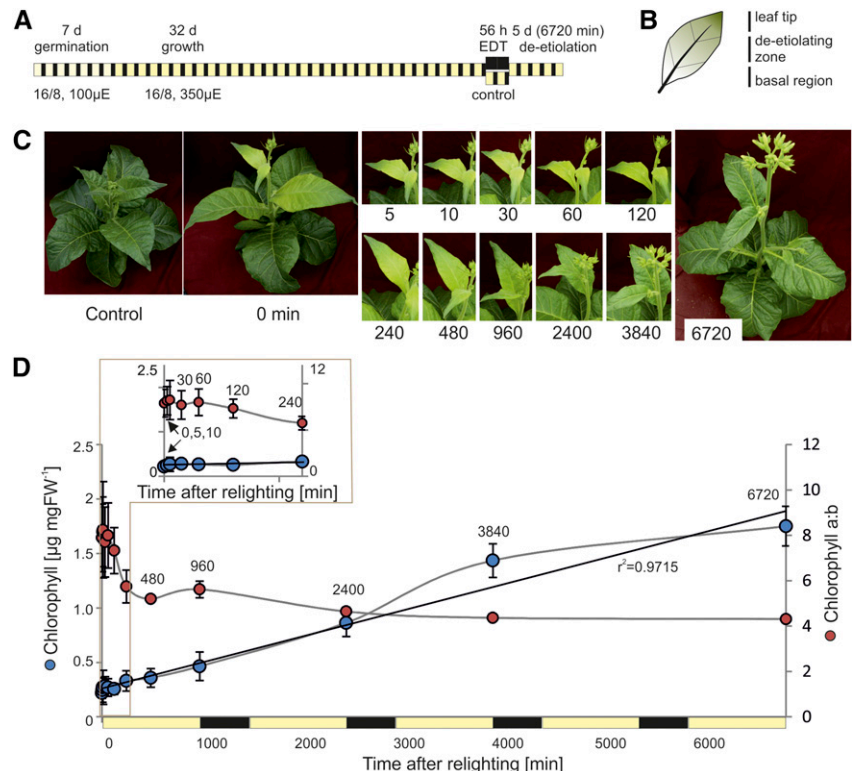 A
7 d
germination
32 d
growth
56 h
EDT
5 d (6720 min)
de-etiolation
16/8, 100µE
16/8, 350µE
control
B
leaf tip
de-etiolating
zone
basal region
C
Control
0 min
5
10
30
60
120
240
480
960
2400
3840
6720
D
2.5
12
30
60
120
240
0,5,10
0
0
Time after relighting [min]
2.5
2
1.5
1.0
0.5
0
Chlorophyll [µg mgFW⁻¹]
480
960
2400
3840
6720
r²=0.9715
12
10
8
6
4
2
0
Chlorophyll a:b
0
1000
2000
3000
4000
5000
6000
Time after relighting [min]